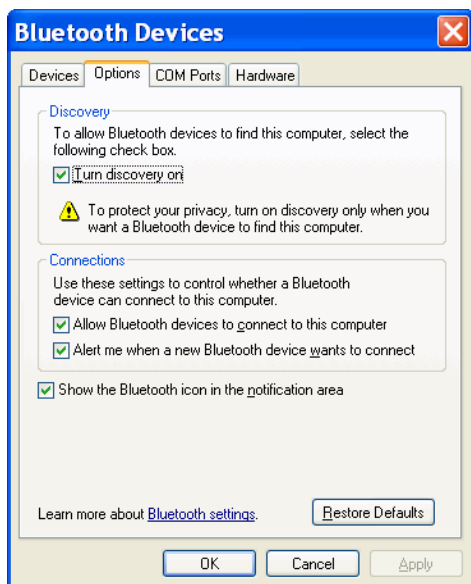 Bluetooth Devices
Devices Options COM Ports Hardware
Discovery
To allow Bluetooth devices to find this computer, select the
following check box.
Turn discovery on
To protect your privacy, turn on discovery only when you
want a Bluetooth device to find this computer.
Connections
Use these settings to control whether a Bluetooth
device can connect to this computer.
Allow Bluetooth devices to connect to this computer
Alert me when a new Bluetooth device wants to connect
Show the Bluetooth icon in the notification area
Learn more about Bluetooth settings. Restore Defaults
OK Cancel Apply